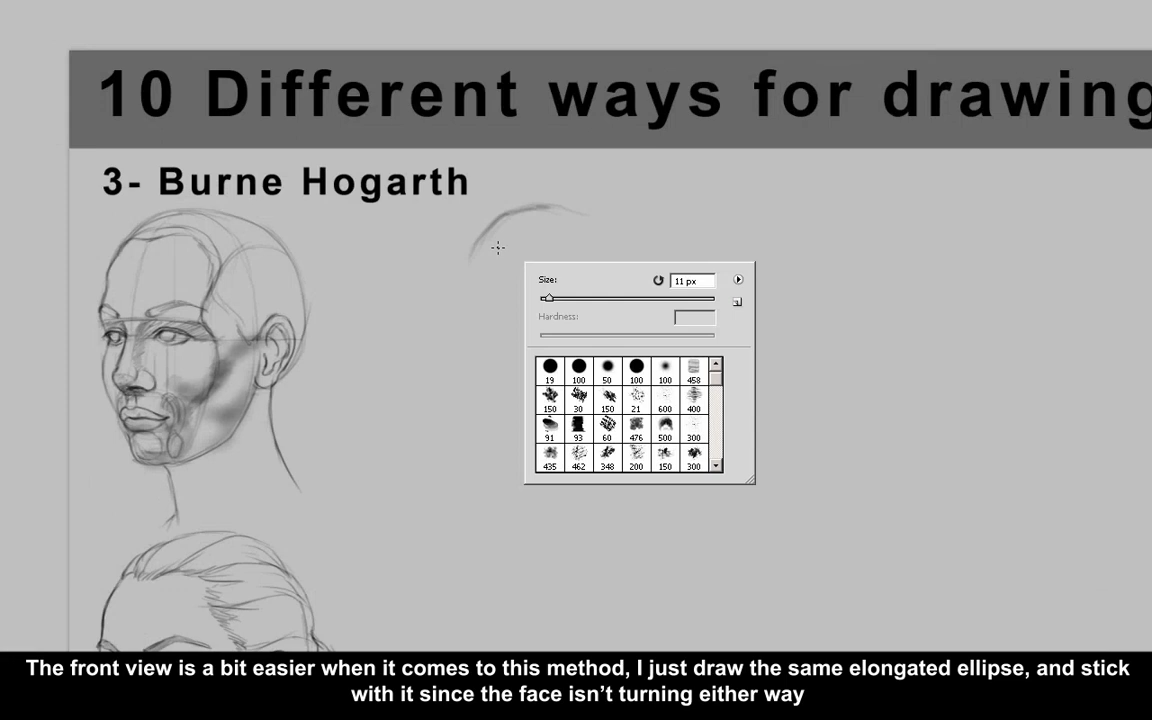 10 Different ways for drawing
3- Burne Hogarth
Size: 11 px
Hardness:
19 100 50 100 100 458
150 30 150 21 600 400
91 93 60 476 500 300
435 462 348 200 150 300
The front view is a bit easier when it comes to this method, I just draw the same elongated ellipse, and stick
with it since the face isn't turning either way